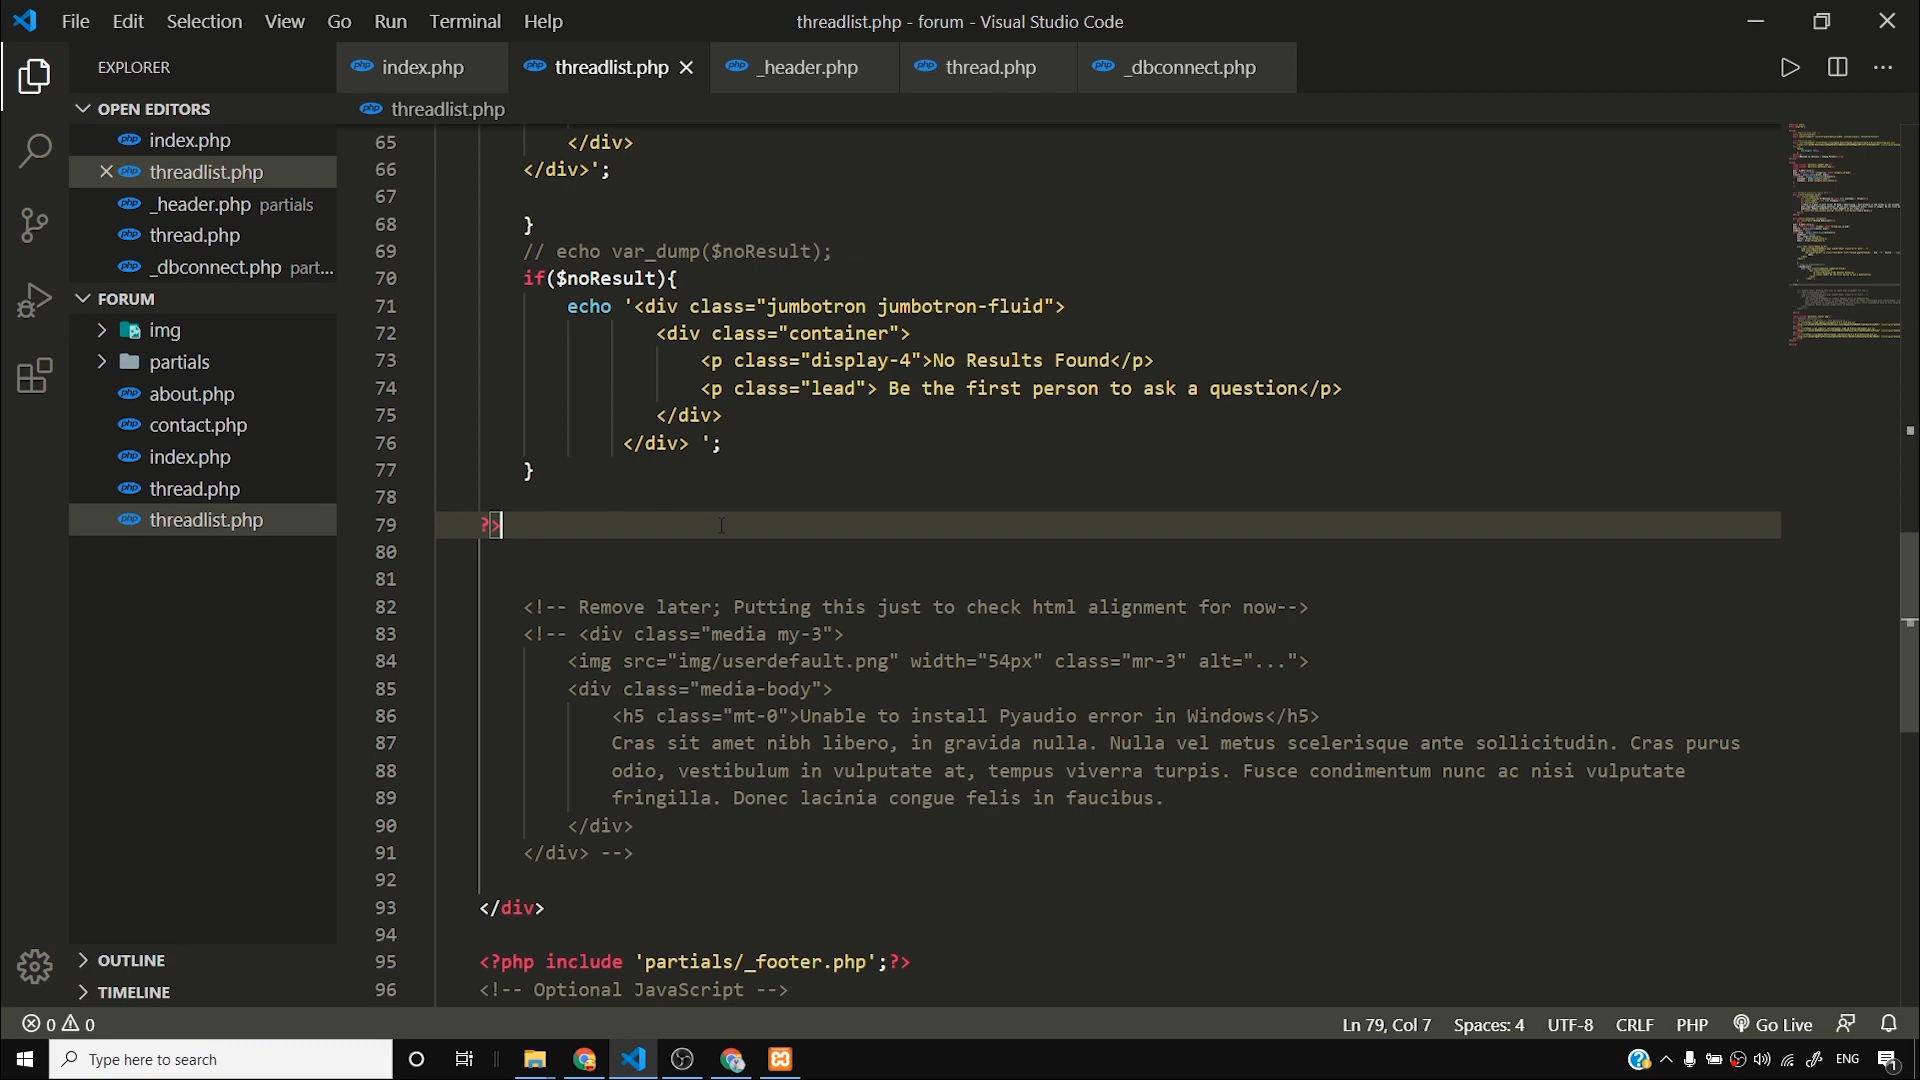 File Edit Selection View Go Run Terminal Help
threadlist.php - forum - Visual Studio Code
EXPLORER
OPEN EDITORS
index.php
threadlist.php
_header.php partials
thread.php
_dbconnect.php part...
FORUM
img
partials
about.php
contact.php
index.php
thread.php
threadlist.php
OUTLINE
TIMELINE
index.php threadlist.php _header.php thread.php _dbconnect.php
threadlist.php
65 </div>
66 </div>';
67
68 }
69 // echo var_dump($noResult);
70 if($noResult){
71 echo '<div class="jumbotron jumbotron-fluid">
72 <div class="container">
73 <p class="display-4">No Results Found</p>
74 <p class="lead"> Be the first person to ask a question</p>
75 </div>
76 </div> ';
77 }
78
79 ?>
80
81
82 <!-- Remove later; Putting this just to check html alignment for now-->
83 <!-- <div class="media my-3">
84 <img src="img/userdefault.png" width="54px" class="mr-3" alt="...">
85 <div class="media-body">
86 <h5 class="mt-0">Unable to install Pyaudio error in Windows</h5>
87 Cras sit amet nibh libero, in gravida nulla. Nulla vel metus scelerisque ante sollicitudin. Cras purus
88 odio, vestibulum in vulputate at, tempus viverra turpis. Fusce condimentum nunc ac nisi vulputate
89 fringilla. Donec lacinia congue felis in faucibus.
90 </div>
91 </div> -->
92
93 </div>
94
95 <?php include 'partials/_footer.php';?>
96 <!-- Optional JavaScript -->
0 0
Ln 79, Col 7 Spaces: 4 UTF-8 CRLF PHP Go Live
Type here to search
ENG
1